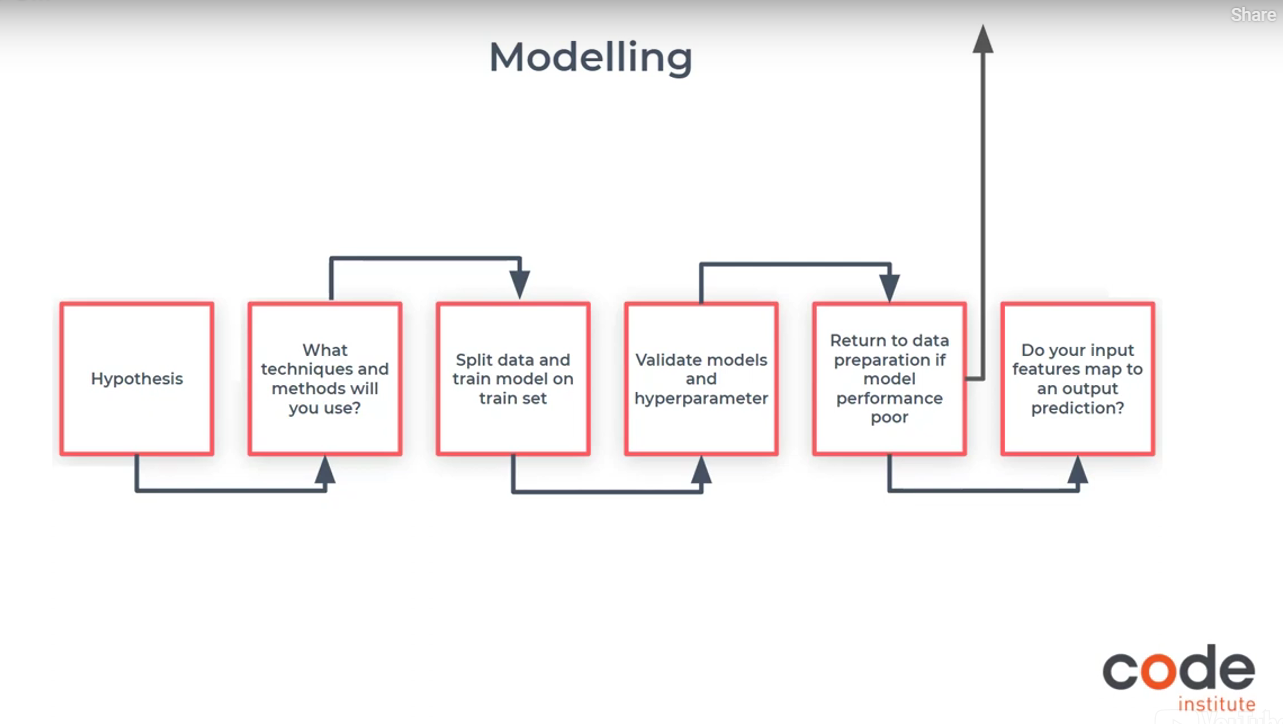 Share
Modelling
Hypothesis
What
techniques and
methods will
you use?
Split data and
train model on
train set
Validate models
and
hyperparameter
Return to data
preparation if
model
performance
poor
Do your input
features map to
an output
prediction?
code
institute